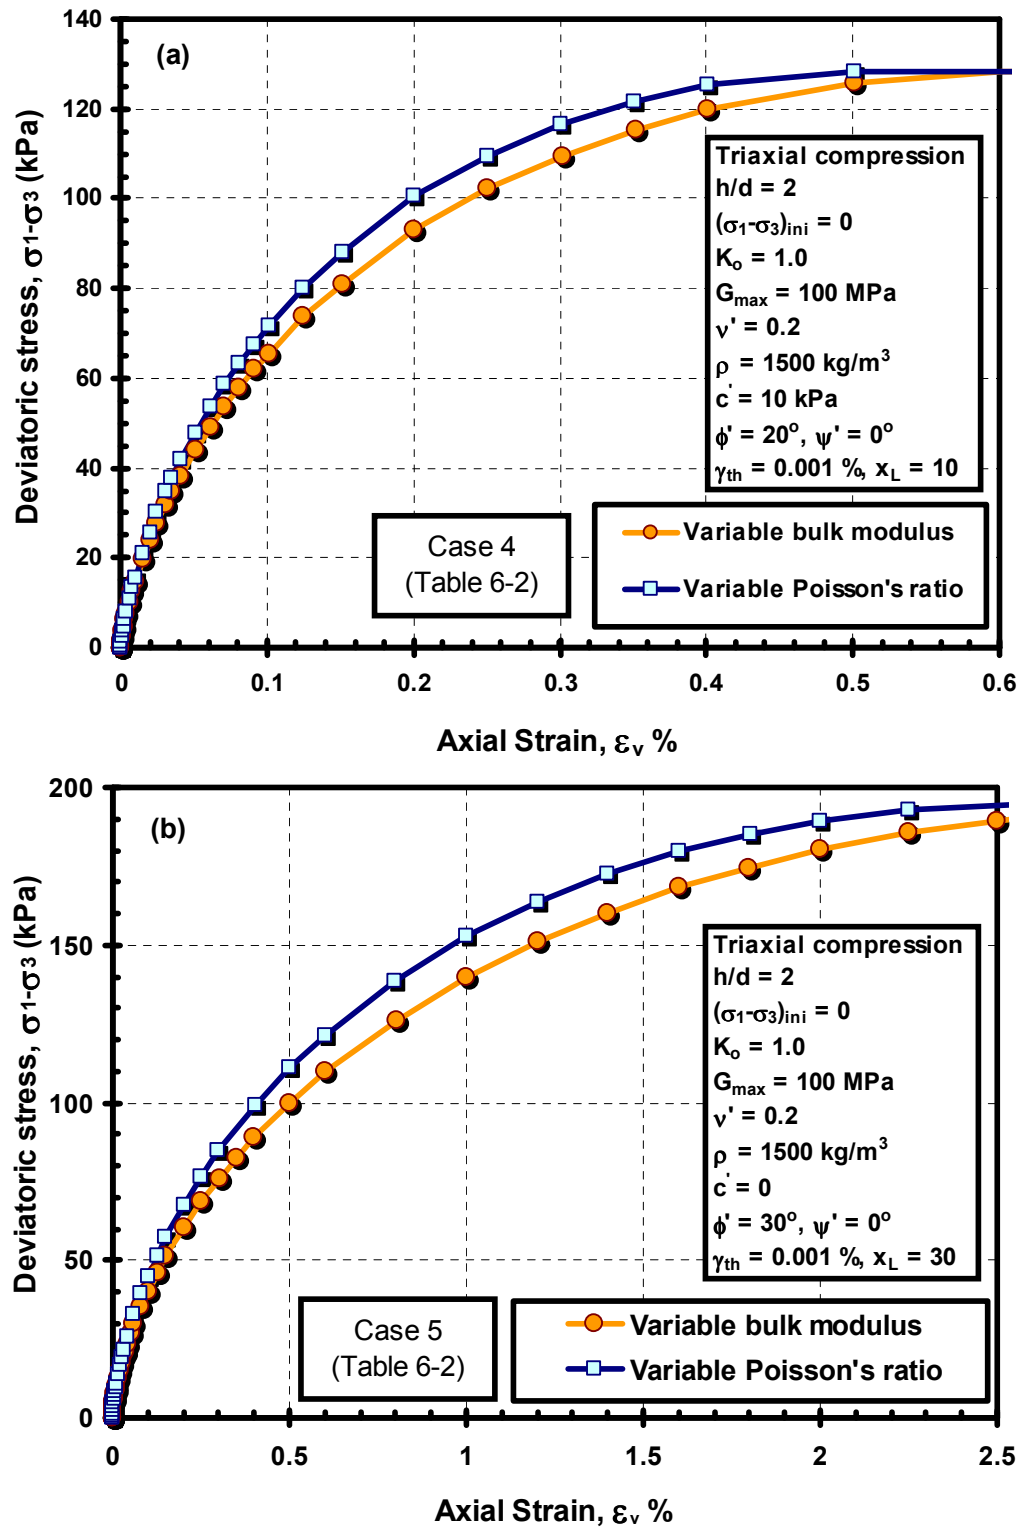 140
120
100
80
60
40
20
0
Deviatoric stress, σ1-σ3 (kPa)
(a)
Triaxial compression
h/d = 2
(σ1-σ3)ini = 0
Ko = 1.0
Gmax = 100 MPa
ν' = 0.2
ρ = 1500 kg/m3
c' = 10 kPa
ϕ' = 20o, ψ' = 0o
γth = 0.001 %, xL = 10
Case 4
(Table 6-2)
Variable bulk modulus
Variable Poisson's ratio
0 0.1 0.2 0.3 0.4 0.5 0.6
Axial Strain, εv %
200
150
100
50
0
Deviatoric stress, σ1-σ3 (kPa)
(b)
Triaxial compression
h/d = 2
(σ1-σ3)ini = 0
Ko = 1.0
Gmax = 100 MPa
ν' = 0.2
ρ = 1500 kg/m3
c' = 0
ϕ' = 30o, ψ' = 0o
γth = 0.001 %, xL = 30
Case 5
(Table 6-2)
Variable bulk modulus
Variable Poisson's ratio
0 0.5 1 1.5 2 2.5
Axial Strain, εv %